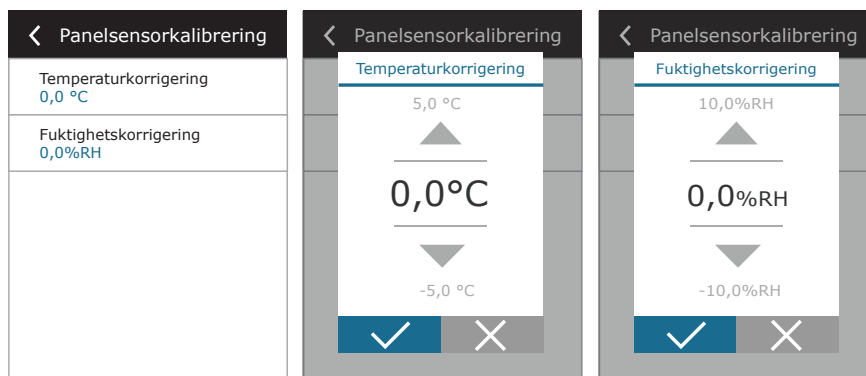 Panelsensorkalibrering
Temperaturkorrigering
0,0 °C
Fuktighetskorrigering
0,0%RH
Panelsensorkalibrering
Temperaturkorrigering
5,0 °C
0,0°C
-5,0 °C
Panelsensorkalibrering
Fuktighetskorrigering
10,0%RH
0,0%RH
-10,0%RH